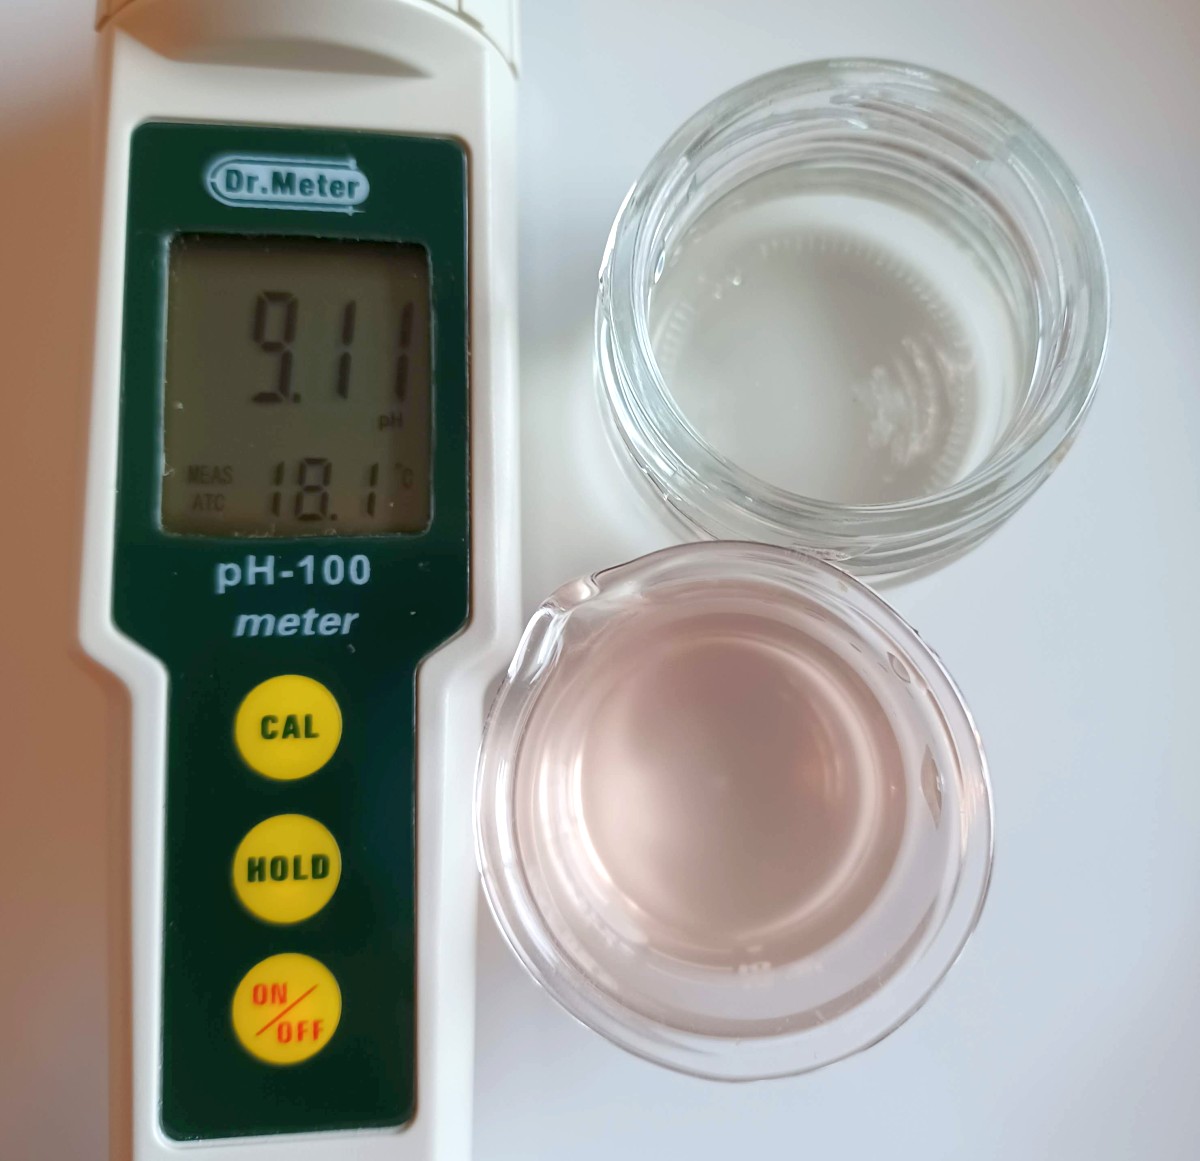 Dr.Meter
9.11
pH
MEAS
ATC
18.1 °C
pH-100
meter
CAL
HOLD
ON/OFF